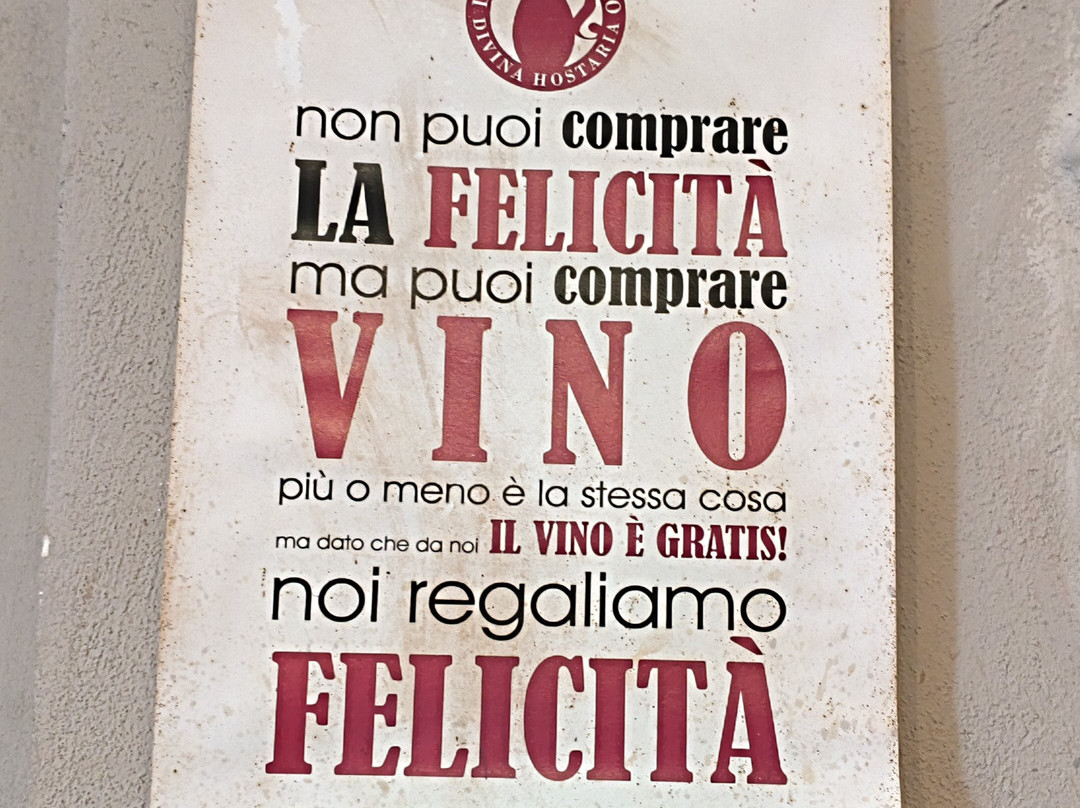 DIVINA HOSTARIA
non puoi comprare
LA FELICITÀ
ma puoi comprare
VINO
più o meno è la stessa cosa
ma dato che da noi IL VINO È GRATIS!
noi regaliamo
FELICITÀ